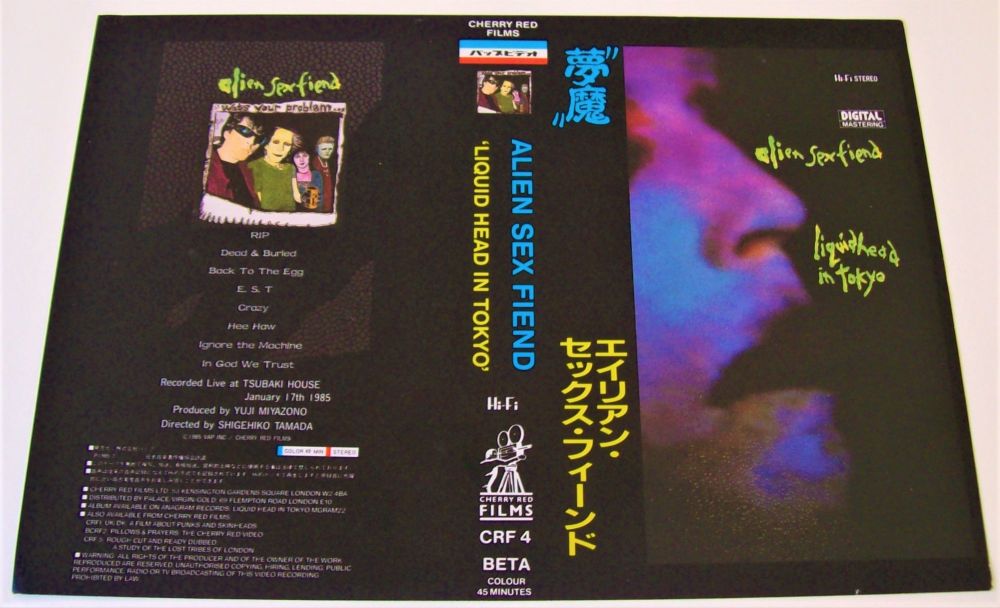 alien sex fiend
wots your problem...
RIP
Dead & Buried
Back To The Egg
E. S. T
Crazy
Hee Haw
Ignore the Machine
In God We Trust
Recorded Live at TSUBAKI HOUSE
January 17th 1985
Produced by YUJI MIYAZONO
Directed by SHIGEHIKO TAMADA
©1985 VAP INC / CHERRY RED FILMS
COLOR 45 MIN STEREO
■ CHERRY RED FILMS LTD. 53 KENSINGTON GARDENS SQUARE LONDON W2 4BA
■ DISTRIBUTED BY PALACE/VIRGIN/GOLD. 69 FLEMPTON ROAD LONDON E10
■ ALBUM AVAILABLE ON ANAGRAM RECORDS: LIQUID HEAD IN TOKYO MGRAM22
■ ALSO AVAILABLE FROM CHERRY RED FILMS:
CRF1: UK/DK: A FILM ABOUT PUNKS AND SKINHEADS
BCRF2: PILLOWS & PRAYERS: THE CHERRY RED VIDEO
CRF 3: ROUGH CUT AND READY DUBBED:
A STUDY OF THE LOST TRIBES OF LONDON
■ WARNING: ALL RIGHTS OF THE PRODUCER AND OF THE OWNER OF THE WORK
REPRODUCED ARE RESERVED. UNAUTHORISED COPYING, HIRING, LENDING, PUBLIC
PERFORMANCE, RADIO OR TV BROADCASTING OF THIS VIDEO RECORDING
PROHIBITED BY LAW.
CHERRY RED
FILMS
バップビデオ
ALIEN SEX FIEND
'LIQUID HEAD IN TOKYO'
Hi-Fi
CHERRY RED
FILMS
CRF 4
BETA
COLOUR
45 MINUTES
"夢魔"
エイリアン・
セックス・フィーンド
Hi-Fi STEREO
DIGITAL
MASTERING
alien sex fiend
liquid head
in tokyo